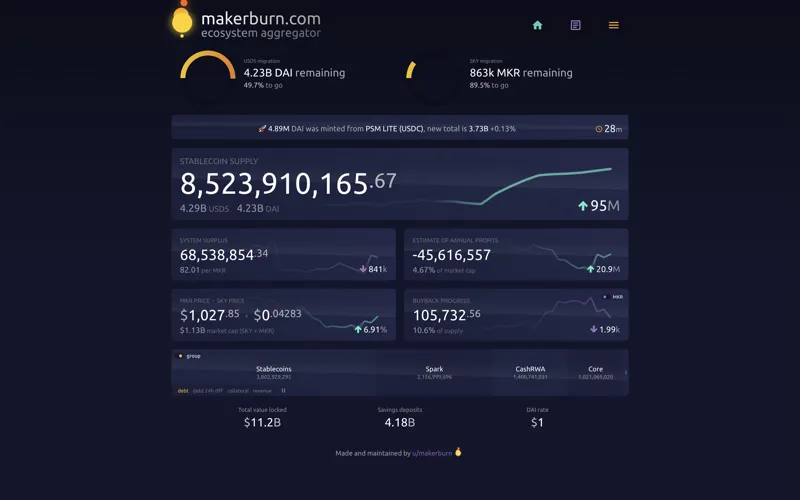 makerburn.com
ecosystem aggregator
USDS migration
4.23B DAI remaining
49.7% to go
SKY migration
863k MKR remaining
89.5% to go
4.89M DAI was minted from PSM LITE (USDC), new total is 3.73B +0.13%
28m
STABLECOIN SUPPLY
8,523,910,165.67
4.29B USDS 4.23B DAI
95M
SYSTEM SURPLUS
68,538,854.34
82.01 per MKR
841k
ESTIMATE OF ANNUAL PROFITS
-45,616,557
4.67% of market cap
20.9M
MKR PRICE - SKY PRICE
$1,027.85 · $0.04283
$1.13B market cap (SKY + MKR)
6.91%
BUYBACK PROGRESS
MKR
105,732.56
10.6% of supply
1.99k
group
Stablecoins
Spark
2,156,999,696
CashRWA
1,400,741,031
Core
1,021,065,020
debt debt 24h diff collateral revenue
Total value locked
$11.2B
Savings deposits
4.18B
DAI rate
$1
Made and maintained by u/makerburn